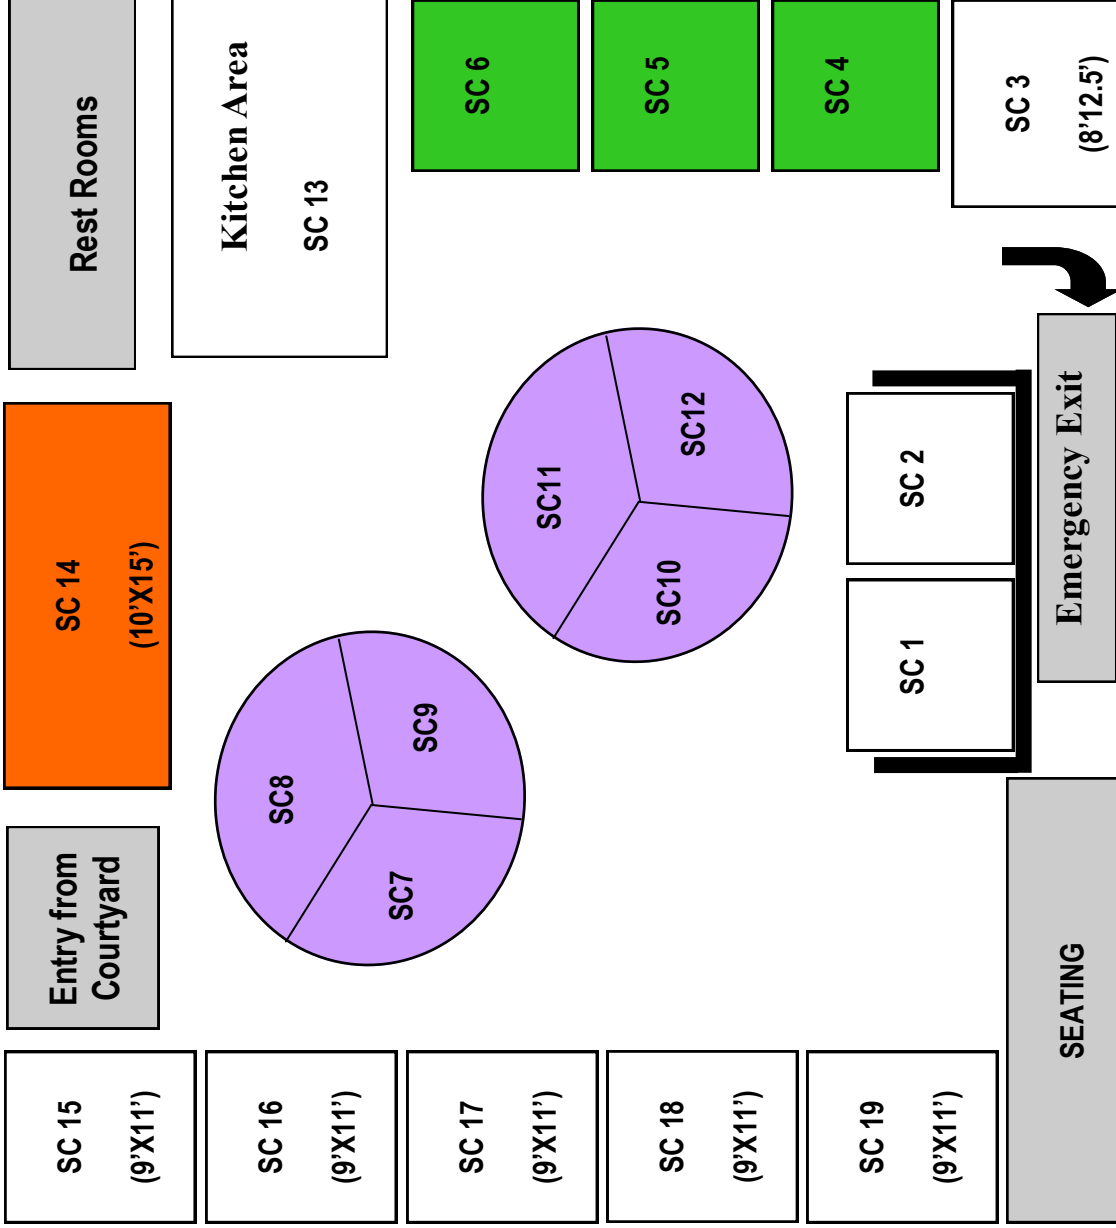 Rest Rooms
Kitchen Area
SC 13
SC 6
SC 5
SC 4
SC 3
(8’12.5’)
SC 14
(10’X15’)
SC11
SC12
SC10
SC 2
SC 1
Emergency Exit
SC8
SC9
SC7
Entry from
Courtyard
SEATING
SC 15
(9’X11’)
SC 16
(9’X11’)
SC 17
(9’X11’)
SC 18
(9’X11’)
SC 19
(9’X11’)